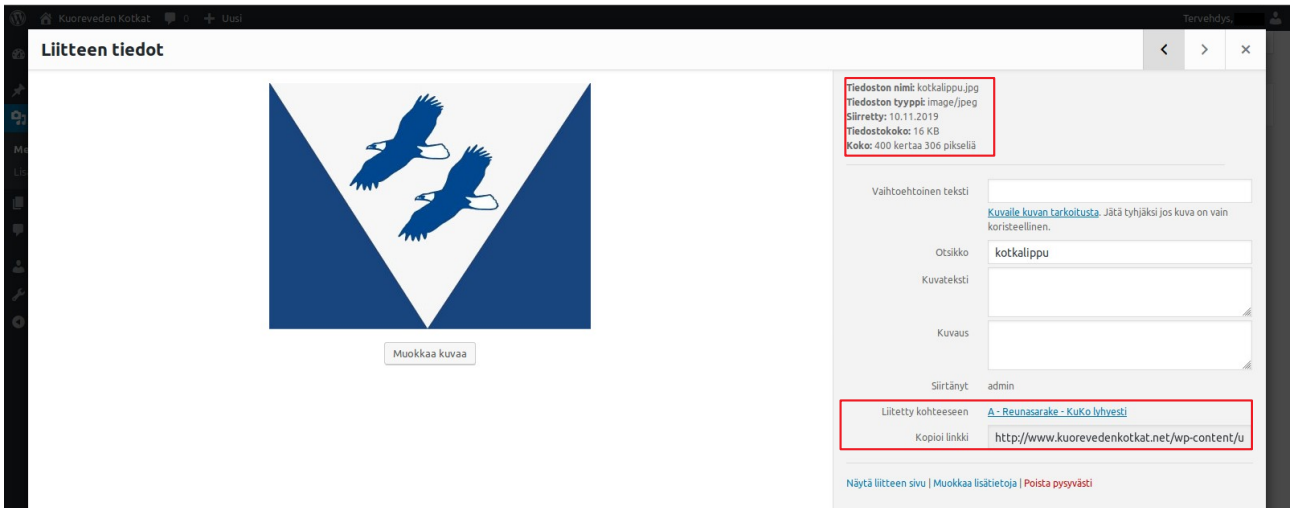 Kuoreveden Kotkat 0 + Uusi Tervehdys,
Liitteen tiedot
Tiedoston nimi: kotkalippu.jpg
Tiedoston tyyppi: image/jpeg
Siirretty: 10.11.2019
Tiedostokoko: 16 KB
Koko: 400 kertaa 306 pikseliä
Vaihtoehtoinen teksti
Kuvaile kuvan tarkoitusta. Jätä tyhjäksi jos kuva on vain
koristeellinen.
Otsikko kotkalippu
Kuvateksti
Kuvaus
Muokkaa kuvaa
Siirtänyt admin
Liitetty kohteeseen A - Reunasarake - KuKo lyhyesti
Kopioi linkki http://www.kuorevedenkotkat.net/wp-content/u
Näytä liitteen sivu | Muokkaa lisätietoja | Poista pysyvästi